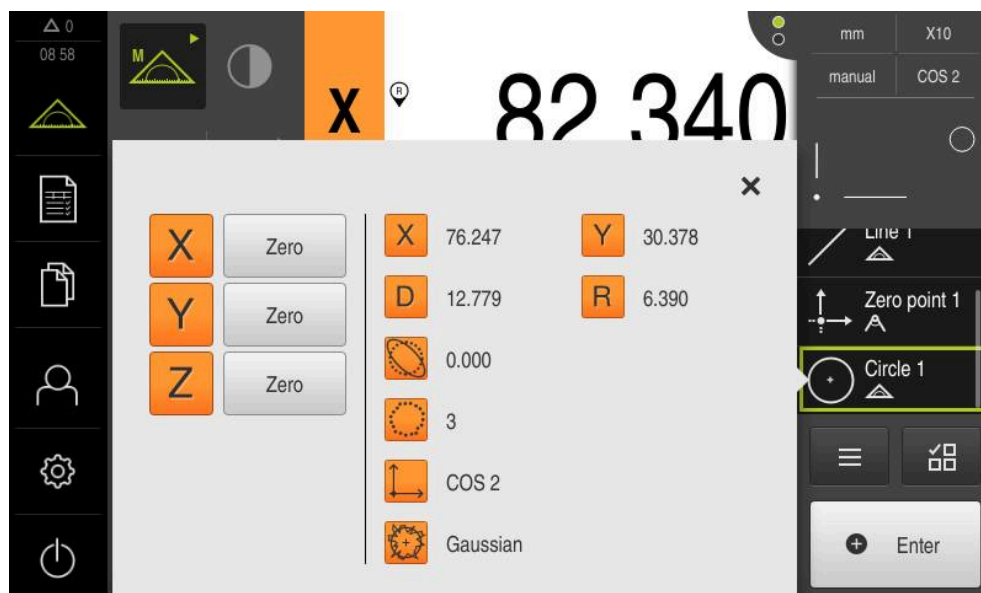 0
08 58
M
X
R
82.340
mm X10
manual COS 2
X Zero
Y Zero
Z Zero
X 76.247 Y 30.378
D 12.779 R 6.390
0.000
3
COS 2
Gaussian
Line 1
Zero point 1
Circle 1
Enter